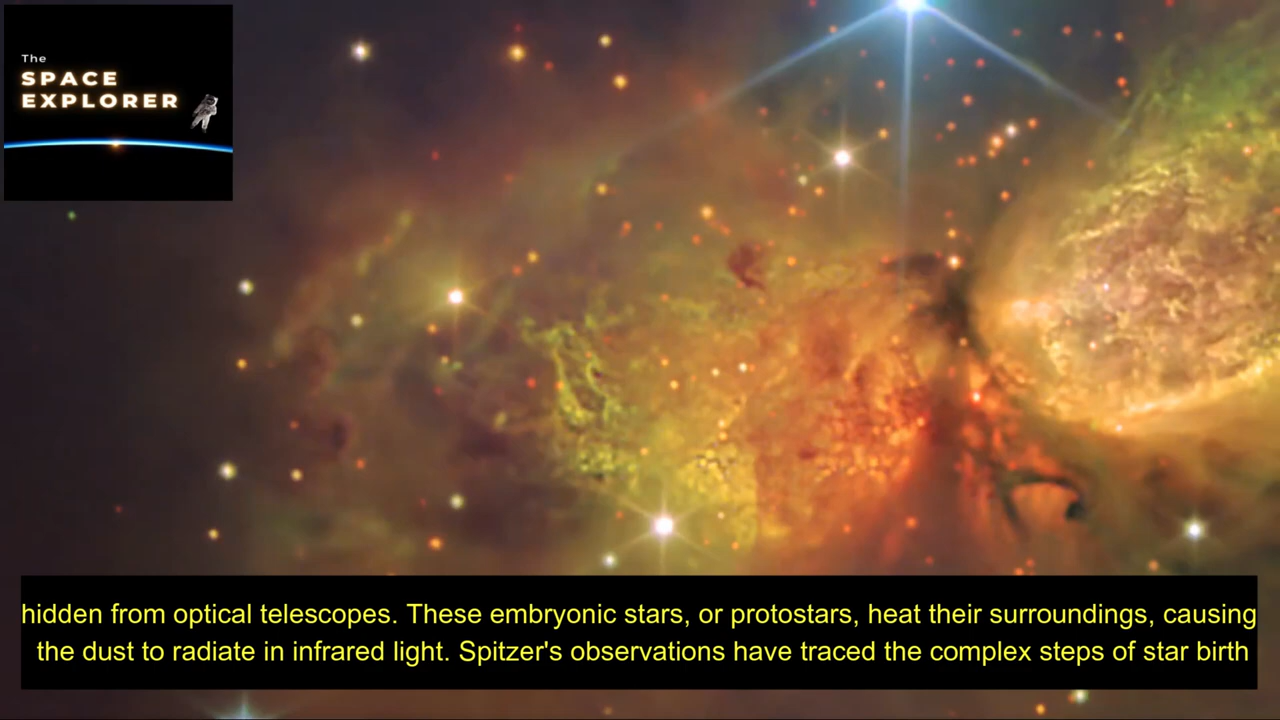 The
SPACE
EXPLORER
hidden from optical telescopes. These embryonic stars, or protostars, heat their surroundings, causing
the dust to radiate in infrared light. Spitzer's observations have traced the complex steps of star birth